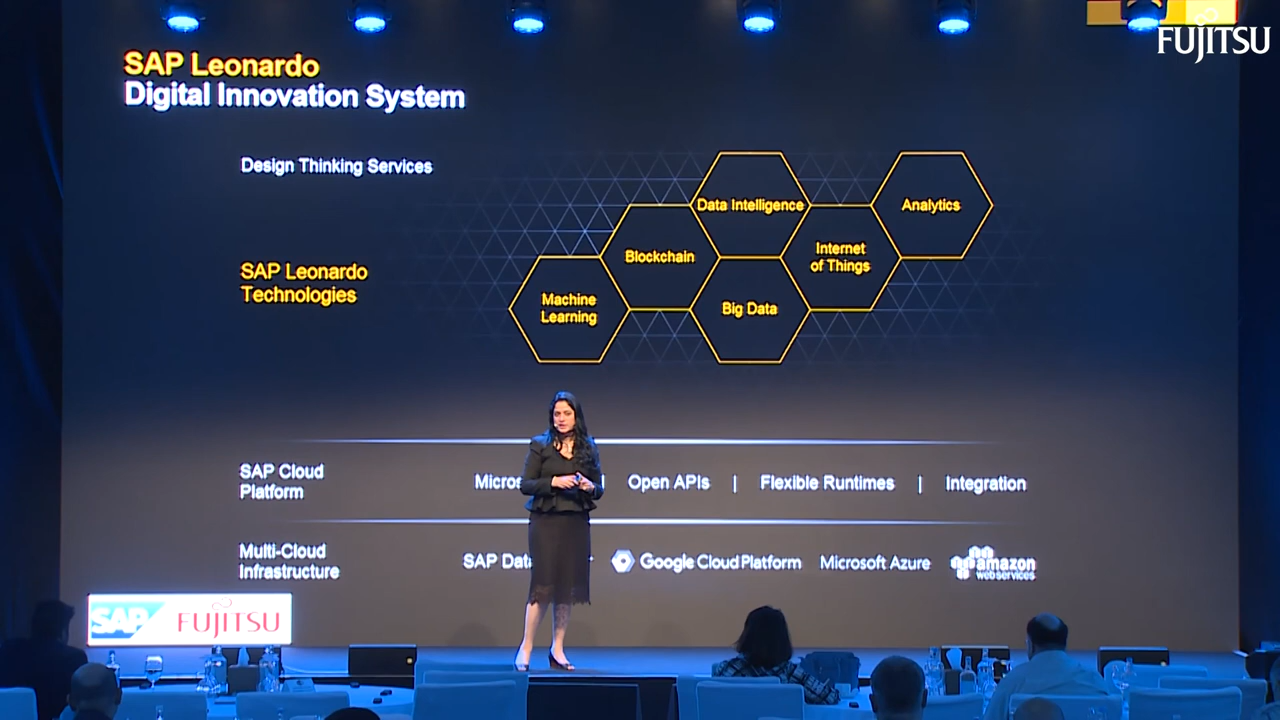 FUJITSU
SAP Leonardo
Digital Innovation System
Design Thinking Services
Data Intelligence
Analytics
Blockchain
Internet
of Things
SAP Leonardo
Technologies
Machine
Learning
Big Data
SAP Cloud
Platform
Open APIs | Flexible Runtimes | Integration
Multi-Cloud
Infrastructure
SAP
Google Cloud Platform
Microsoft Azure
amazon
webservices
SAP FUJITSU